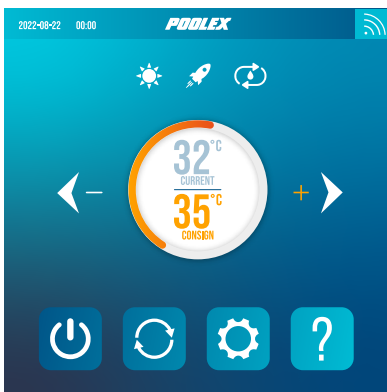 2022-08-22 00:00 POOLEX
32°C
CURRENT
35°C
CONSIGN
− +
?